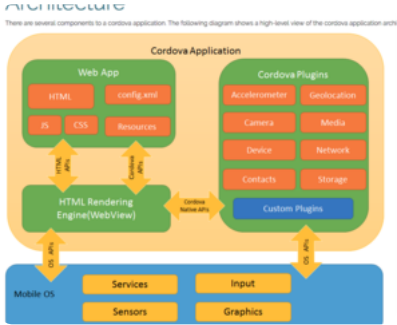 Architecture
There are several components to a cordova application. The following diagram shows a high-level view of the cordova application archi
Cordova Application
Web App
HTML
config.xml
JS
CSS
Resources
Cordova Plugins
Accelerometer
Geolocation
Camera
Media
Device
Network
Contacts
Storage
Custom Plugins
HTML
APIs
Cordova
APIs
HTML Rendering
Engine(WebView)
Cordova
Native APIs
OS APIs
OS APIs
Mobile OS
Services
Input
Sensors
Graphics